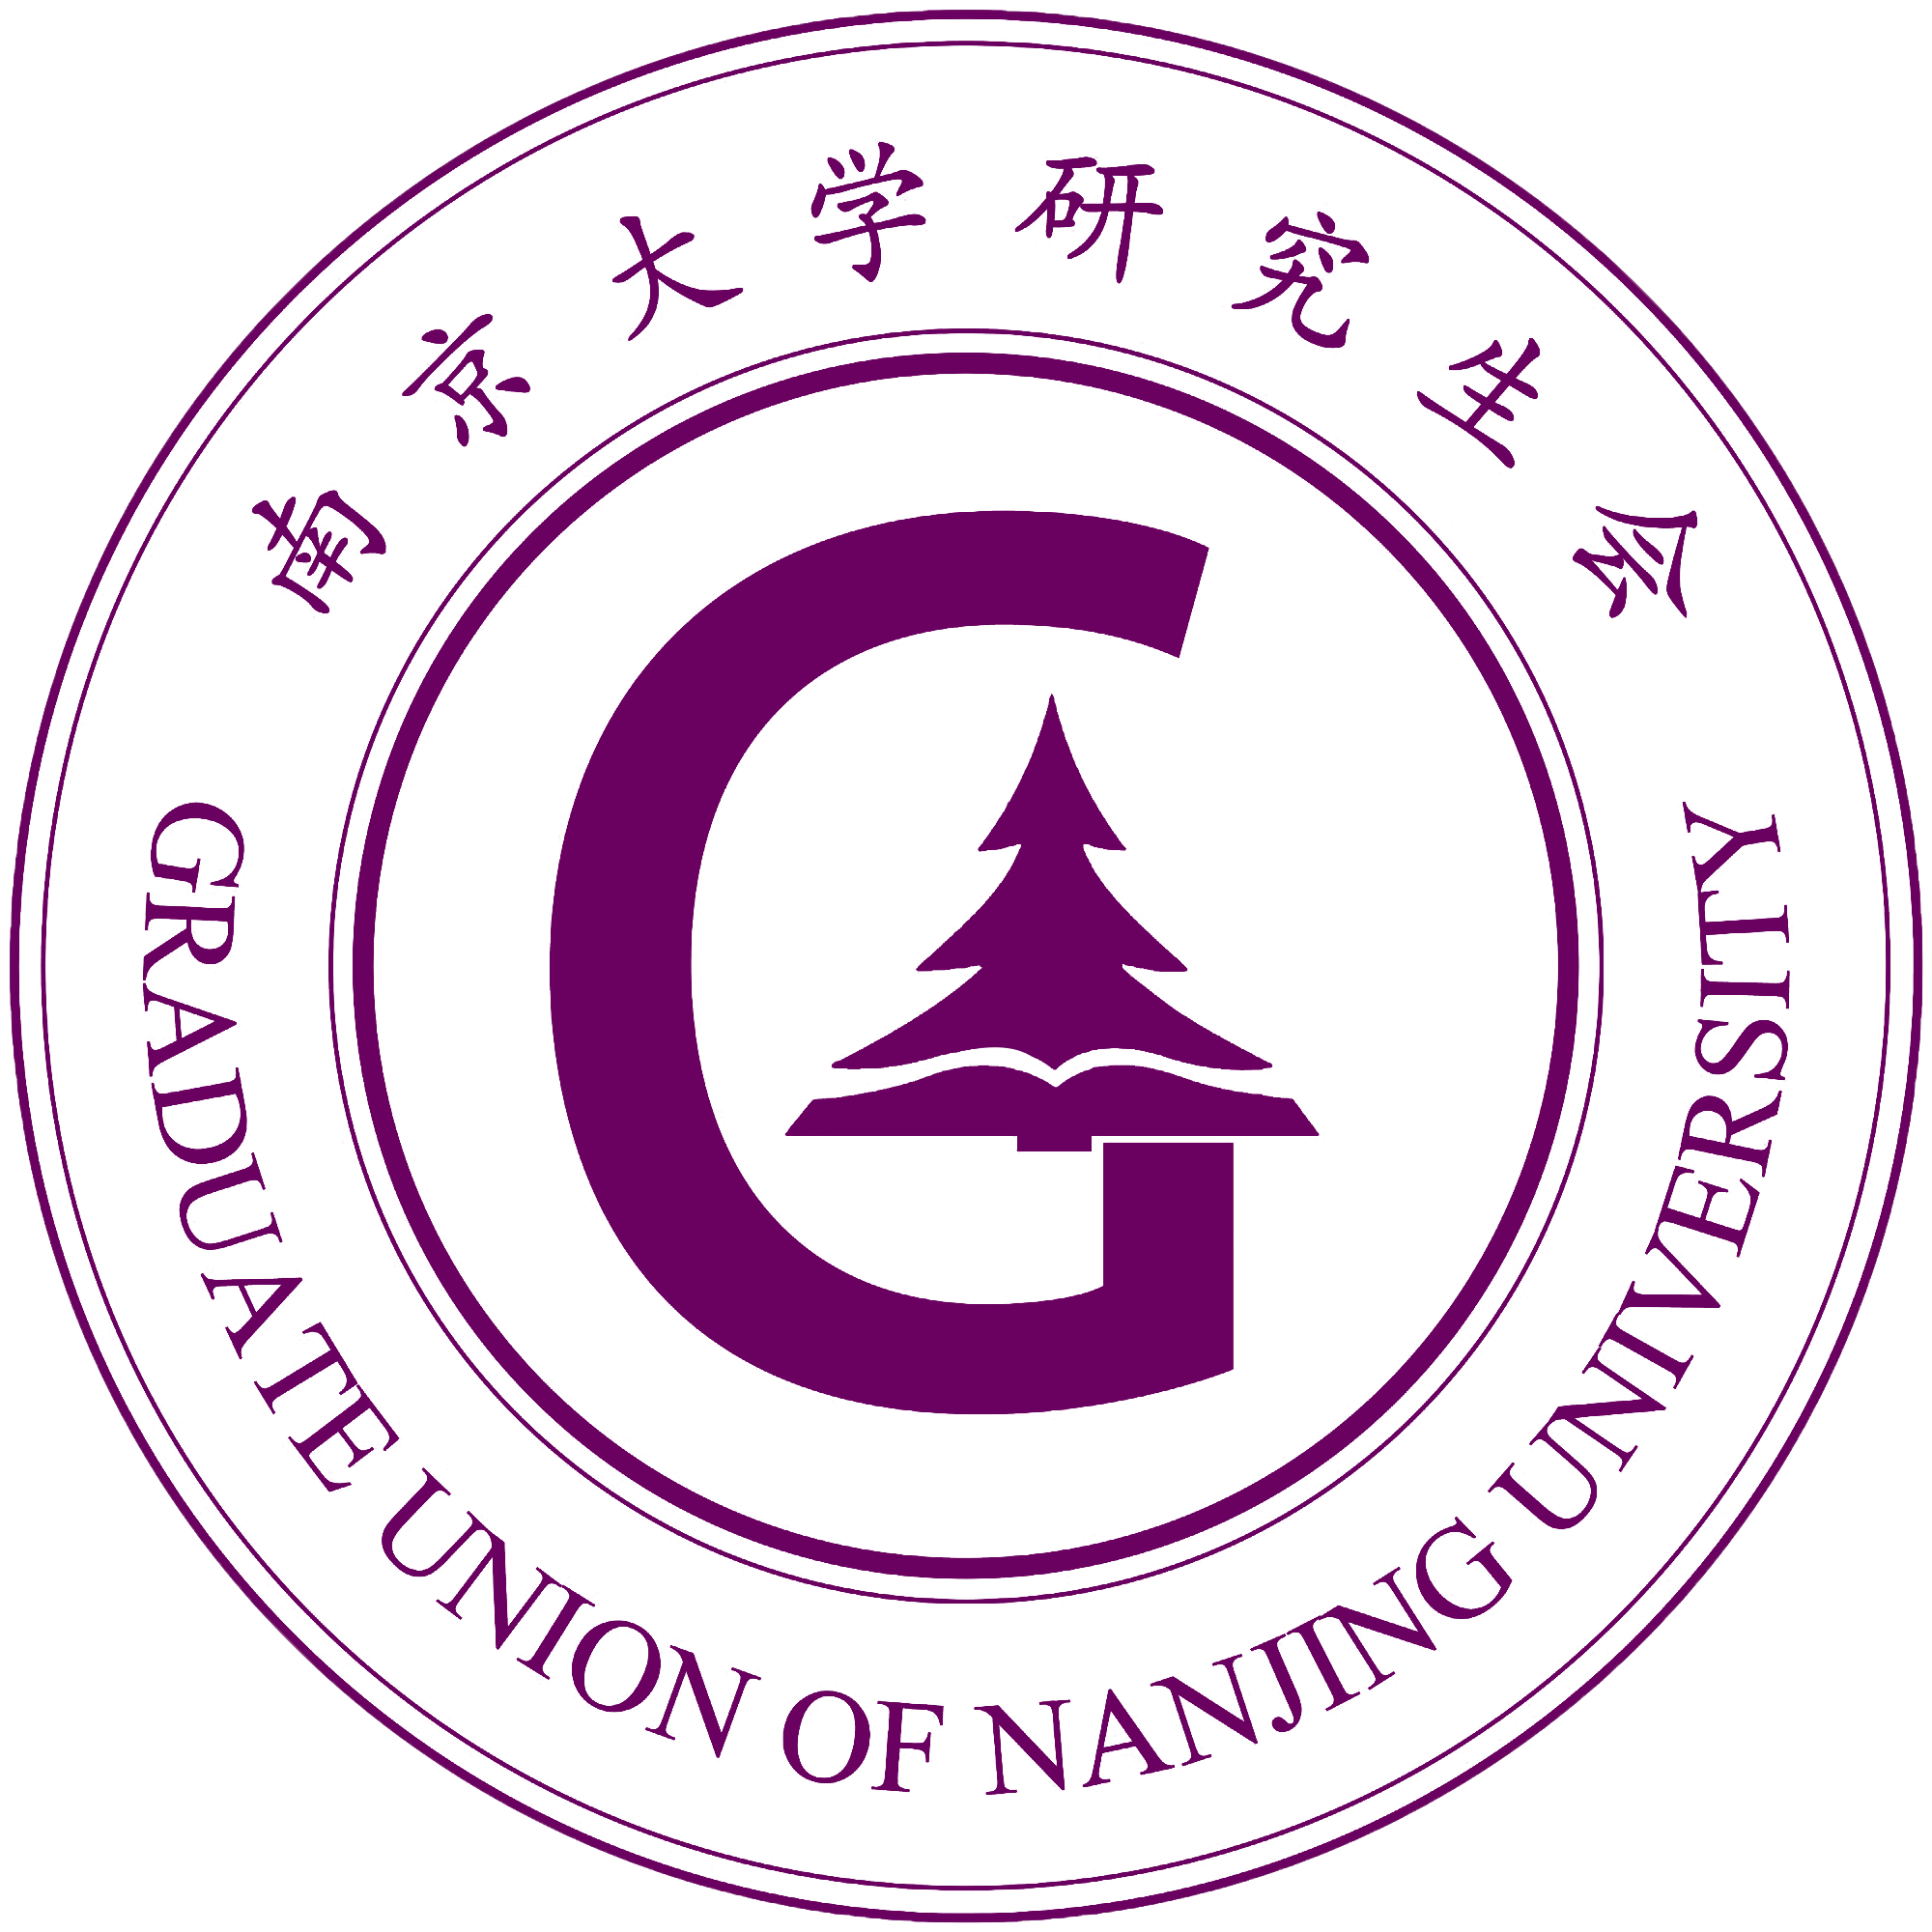 南京大学研究生会
G
GRADUATE UNION OF NANJING UNIVERSITY